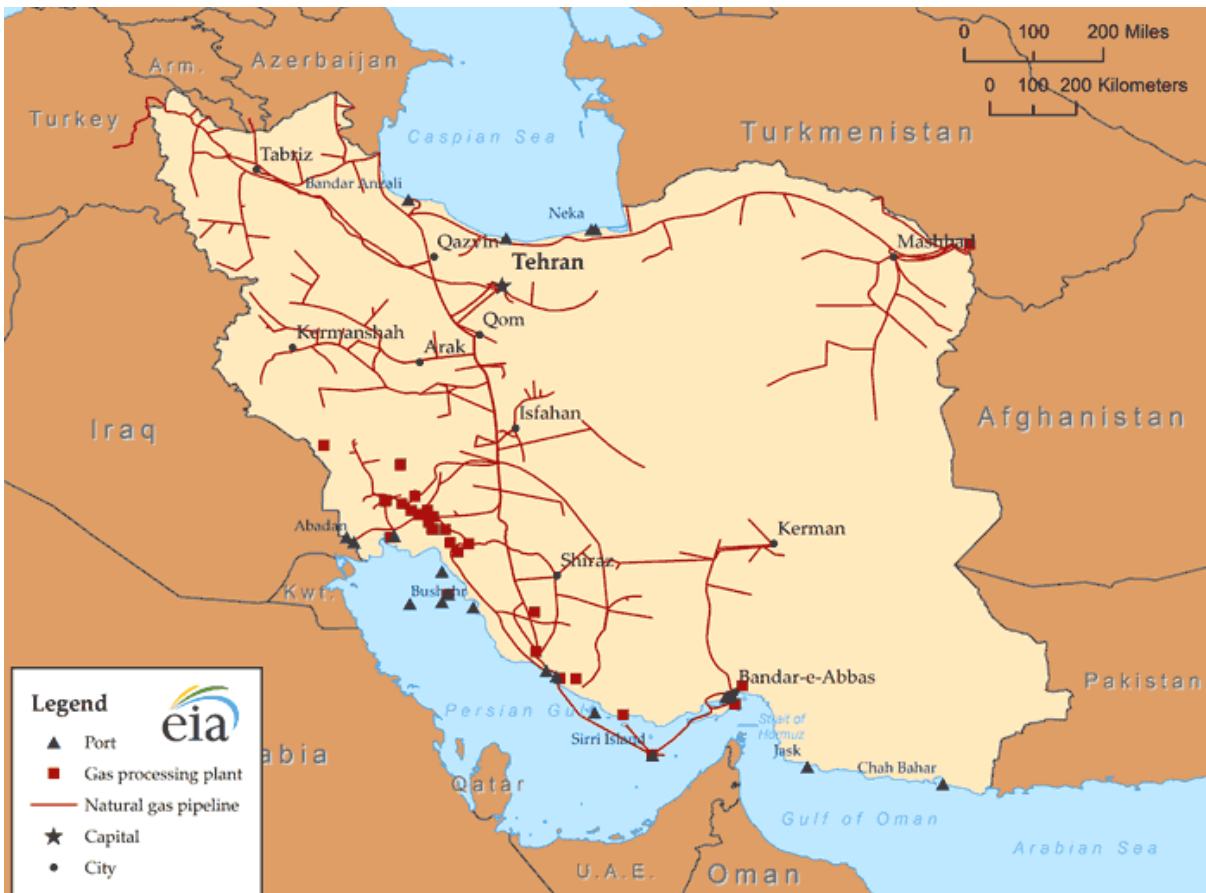 0 100 200 Miles
0 100 200 Kilometers
Arm.
Azerbaijan
Turkey
Caspian Sea
Turkmenistan
Tabriz
Bandar Anzali
Neka
Qazvin
Mashhad
Tehran
Qom
Kermanshah
Arak
Isfahan
Iraq
Afghanistan
Abadan
Kerman
Shiraz
Kwt.
Bushehr
Bandar-e-Abbas
Pakistan
Persian Gulf
Strait of
Hormuz
Sirri Island
Jask
Chah Bahar
Qatar
abia
Gulf of Oman
Arabian Sea
U.A.E.
Oman
Legend
eia
Port
Gas processing plant
Natural gas pipeline
Capital
City